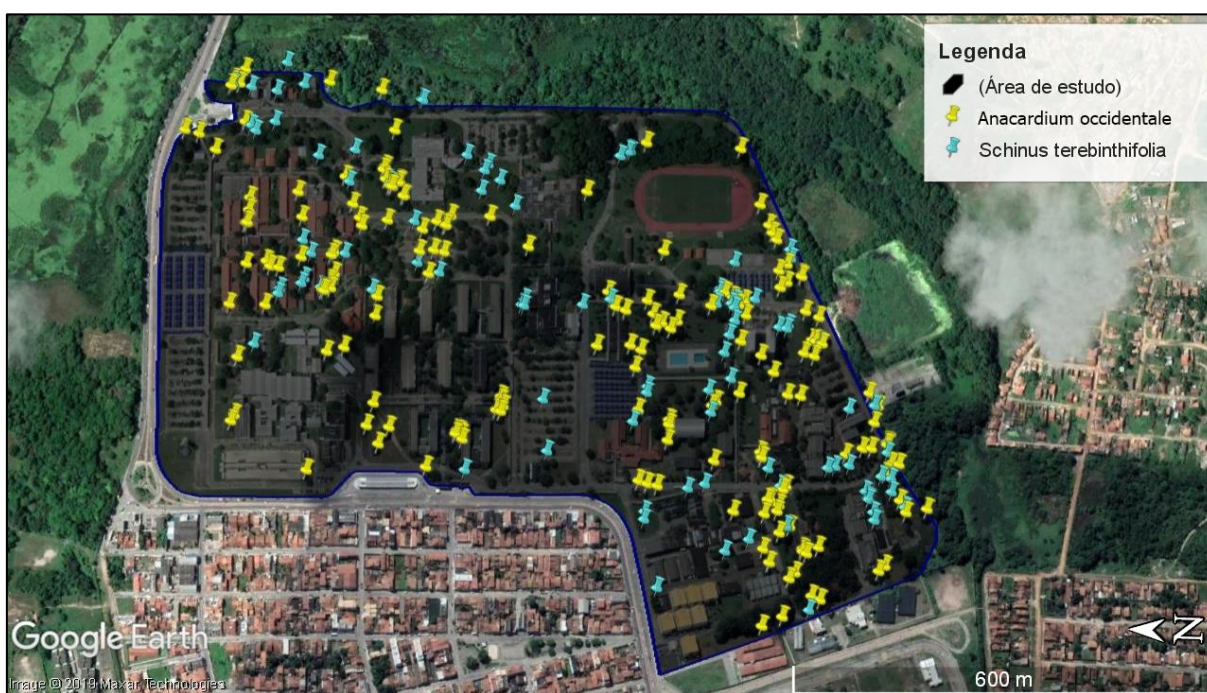 Legenda
(Área de estudo)
Anacardium occidentale
Schinus terebinthifolia
N
Google Earth
Image © 2019 Maxar Technologies
600 m